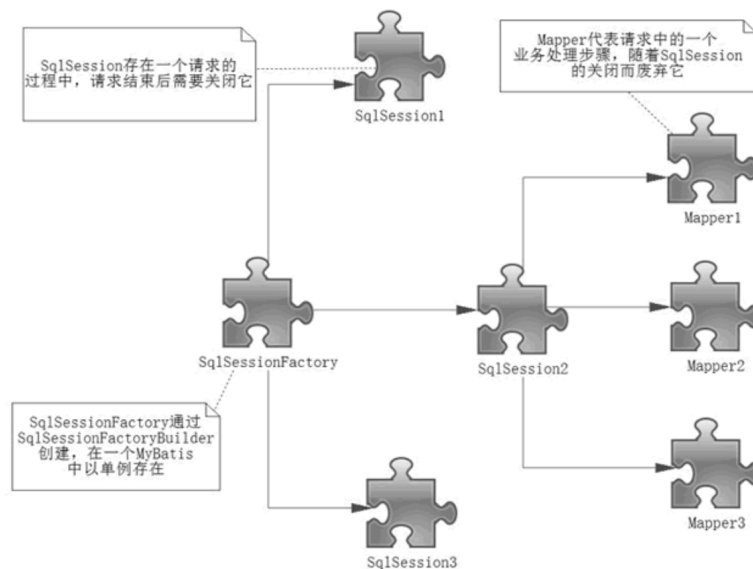 SqlSession存在一个请求的
过程中，请求结束后需要关闭它
SqlSession1
Mapper代表请求中的一个
业务处理步骤，随着SqlSession
的关闭而废弃它
Mapper1
SqlSessionFactory
SqlSession2
Mapper2
SqlSessionFactory通过
SqlSessionFactoryBuilder
创建，在一个MyBatis
中以单例存在
SqlSession3
Mapper3